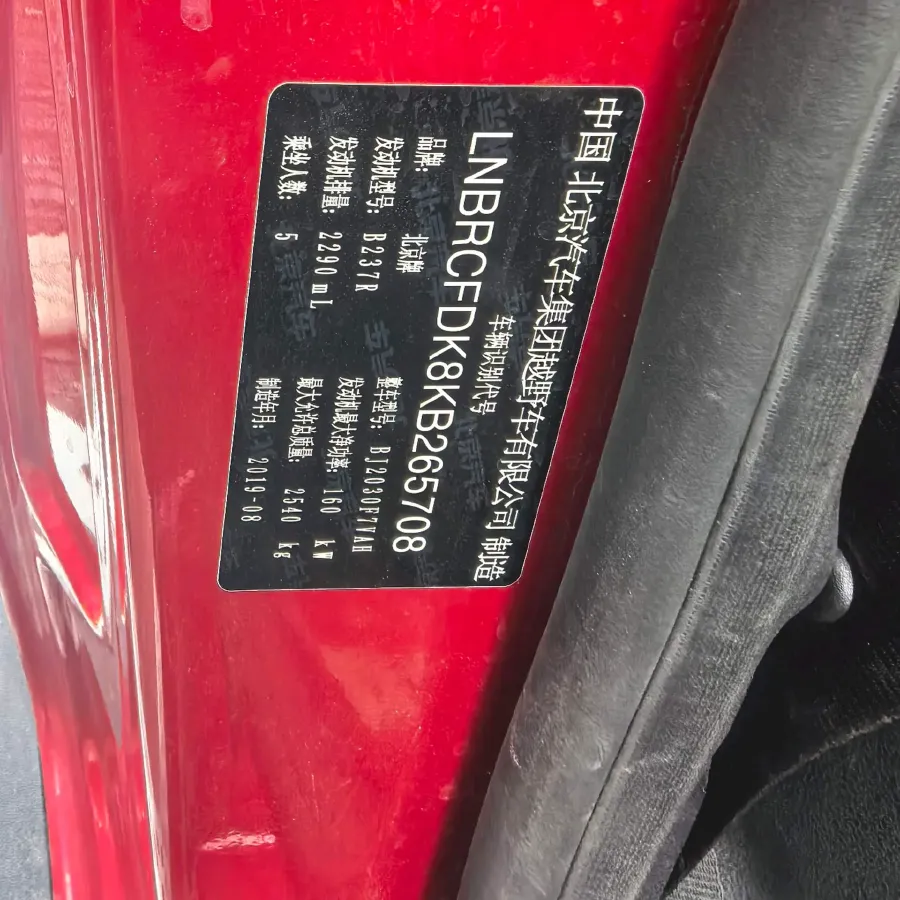 中国 北京汽车集团越野车有限公司 制造
车辆识别代号
LNBRCFDK8KB265708
品牌: 北京牌 整车型号: BJ2030F7VAH
发动机型号: B237R 发动机最大净功率: 160 kW
发动机排量: 2290 mL 最大允许总质量: 2540 kg
乘坐人数: 5 制造年月: 2019-08